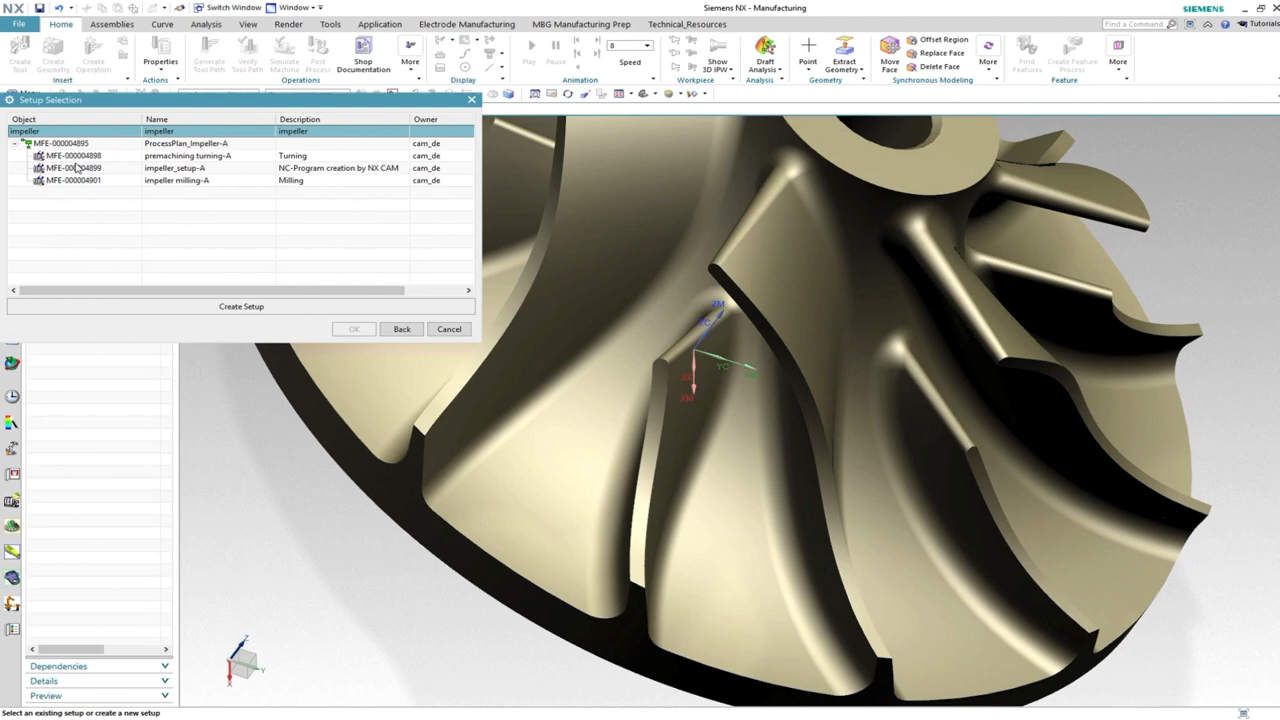 NX
Switch Window
Window
Siemens NX - Manufacturing
SIEMENS
File
Home
Assemblies
Curve
Analysis
View
Render
Tools
Application
Electrode Manufacturing
MBG Manufacturing Prep
Technical_Resources
Find a Command
Tutorials
Create Tool
Create Geometry
Create Operation
Properties
Generate Tool Path
Verify Tool Path
Simulate Machine
Post Process
Shop Documentation
More
Play
Pause
8
Speed
Show 3D IPW
Draft Analysis
Point
Extract Geometry
Move Face
Offset Region
Replace Face
Delete Face
More
Find Features
Create Feature Process
More
Insert
Actions
Operations
Display
Animation
Workpiece
Analysis
Geometry
Synchronous Modeling
Feature
Setup Selection
Object Name Description Owner
impeller impeller impeller
MFE-000004895 ProcessPlan_Impeller-A cam_de
MFE-000004898 premachining turning-A Turning cam_de
MFE-000004899 impeller_setup-A NC-Program creation by NX CAM cam_de
MFE-000004901 impeller milling-A Milling cam_de
Create Setup
OK
Back
Cancel
ZM
YC
XM
Z
Y
X
Dependencies
Details
Preview
Select an existing setup or create a new setup